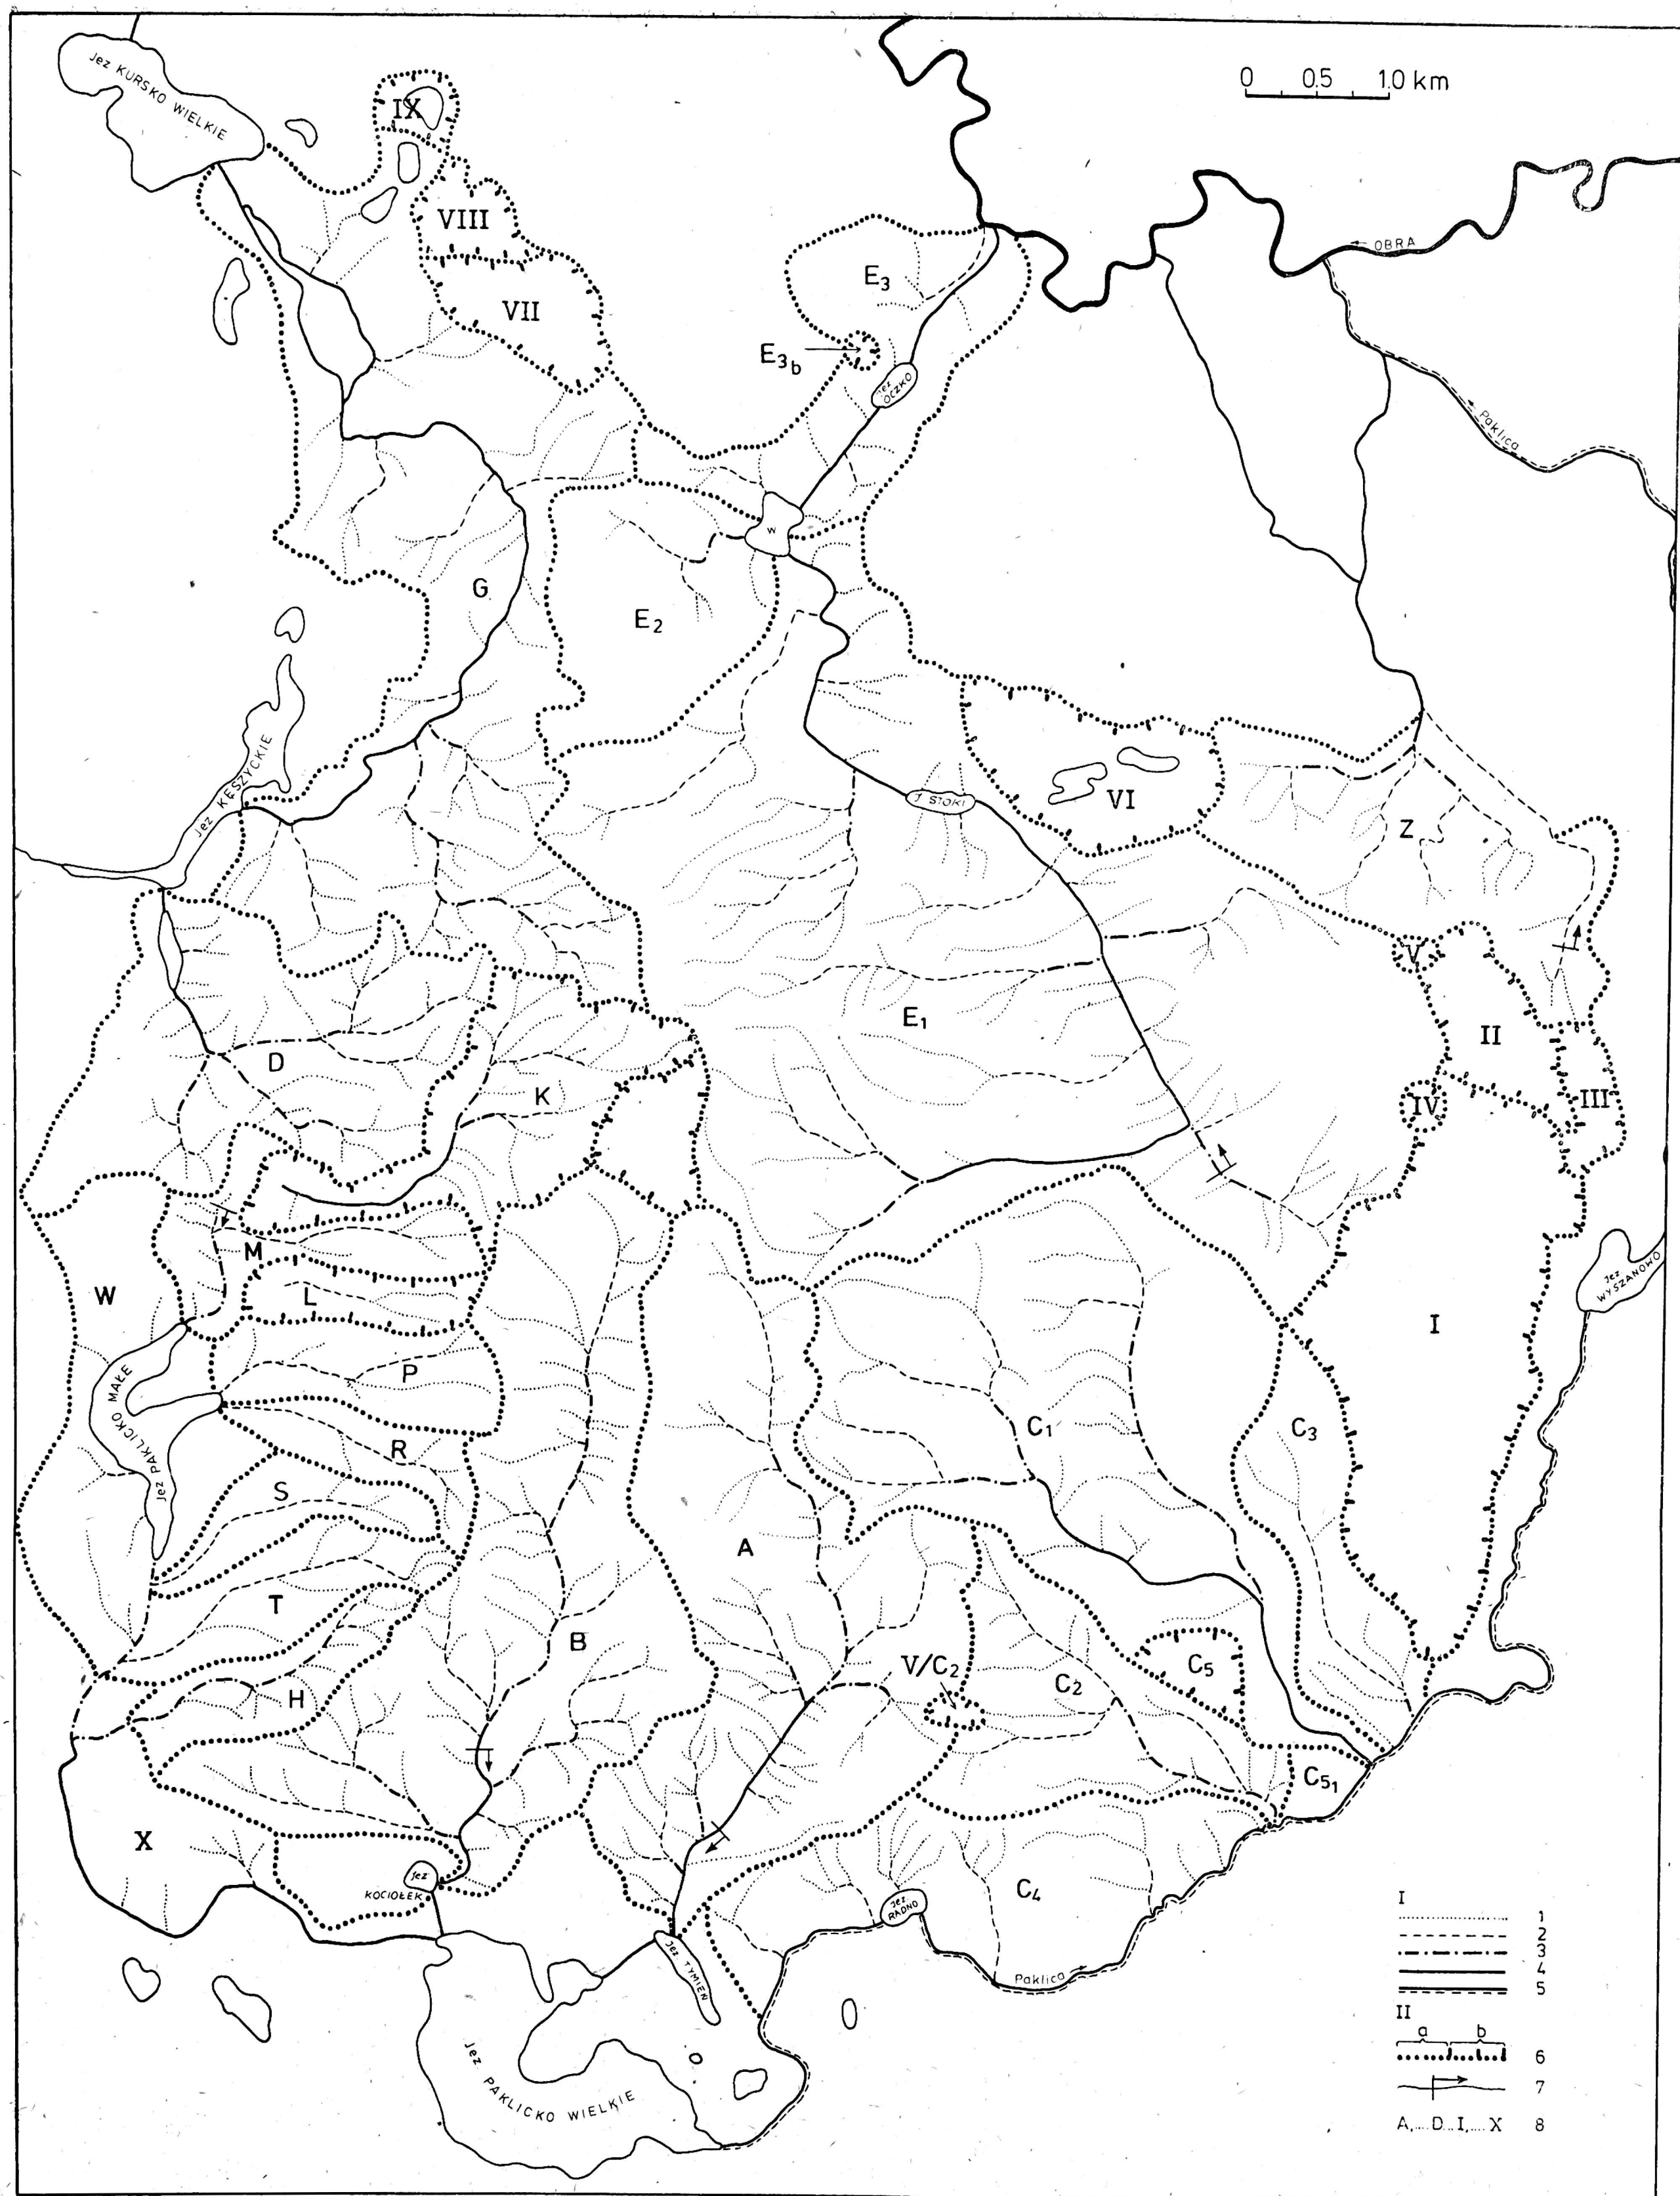 0 0.5 1.0 km
Jez KURSKO WIELKIE
IX
VIII
VII
OBRA
Paklica
E3
E3b
Jez OCZKO
w
G
E2
Jez KĘSZYCKIE
J. STOKI
VI
Z
V
II
III
IV
E1
D
K
M
W
L
I
Jez
WYSZANOWO
P
R
S
T
Jez PAKLICKO MAŁE
C1
C3
A
B
H
V/C2
C2
C5
C51
X
Jez
KOCIOŁEK
C4
Jez
RADNO
Jez TYMIEŃ
Paklica
Jez PAKLICKO WIELKIE
I
1
2
3
4
5
II
a b
6
7
A,....D...I,....X 8